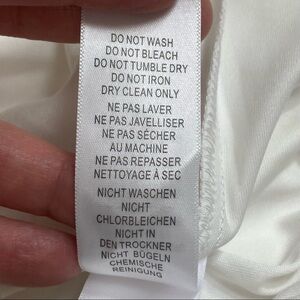 DO NOT WASH
DO NOT BLEACH
DO NOT TUMBLE DRY
DO NOT IRON
DRY CLEAN ONLY
NE PAS LAVER
NE PAS JAVELLISER
NE PAS SÉCHER
AU MACHINE
NE PAS REPASSER
NETTOYAGE À SEC
NICHT WASCHEN
NICHT
CHLORBLEICHEN
NICHT IN
DEN TROCKNER
NICHT BÜGELN
CHEMISCHE
REINIGUNG